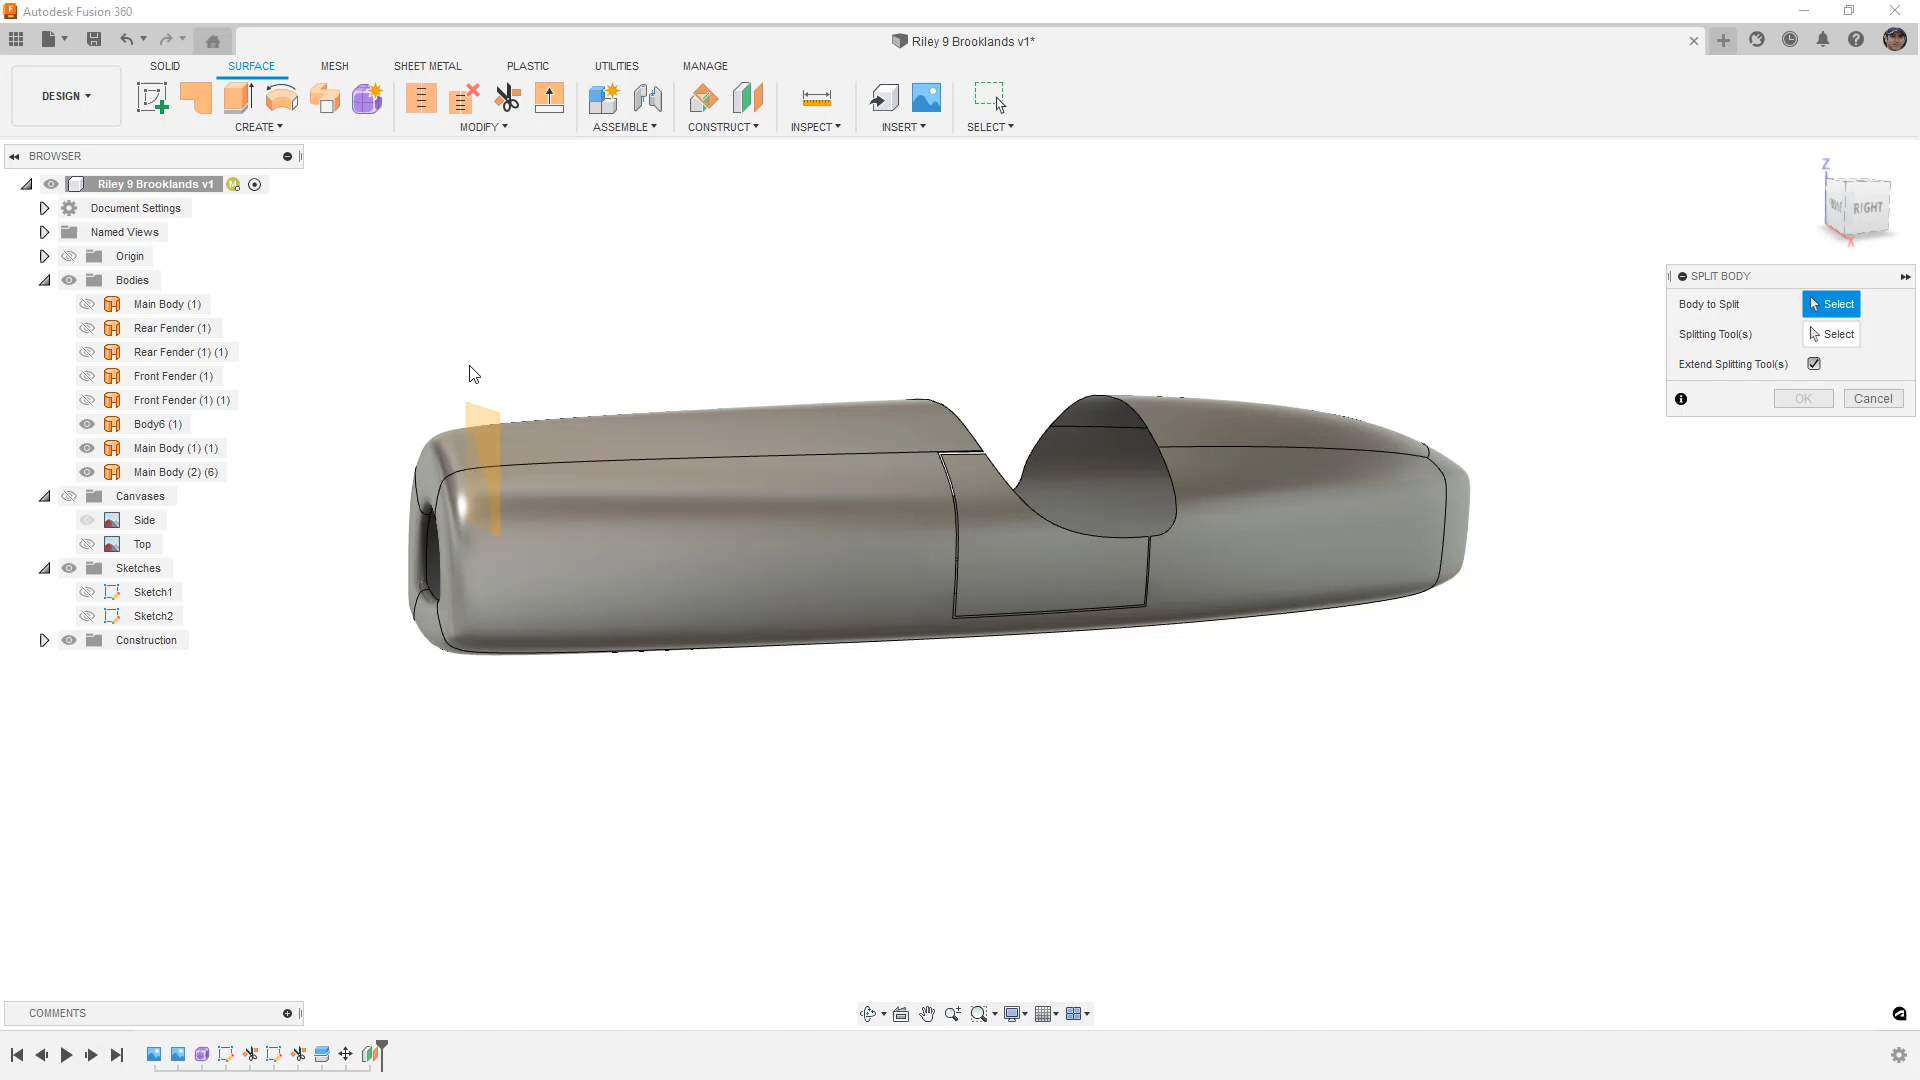 Autodesk Fusion 360
Riley 9 Brooklands v1*
SOLID
SURFACE
MESH
SHEET METAL
PLASTIC
UTILITIES
MANAGE
DESIGN
CREATE
MODIFY
ASSEMBLE
CONSTRUCT
INSPECT
INSERT
SELECT
BROWSER
Riley 9 Brooklands v1
Document Settings
Named Views
Origin
Bodies
Main Body (1)
Rear Fender (1)
Rear Fender (1) (1)
Front Fender (1)
Front Fender (1) (1)
Body6 (1)
Main Body (1) (1)
Main Body (2) (6)
Canvases
Side
Top
Sketches
Sketch1
Sketch2
Construction
Z
RIGHT
X
SPLIT BODY
Body to Split Select
Splitting Tool(s) Select
Extend Splitting Tool(s)
OK Cancel
COMMENTS